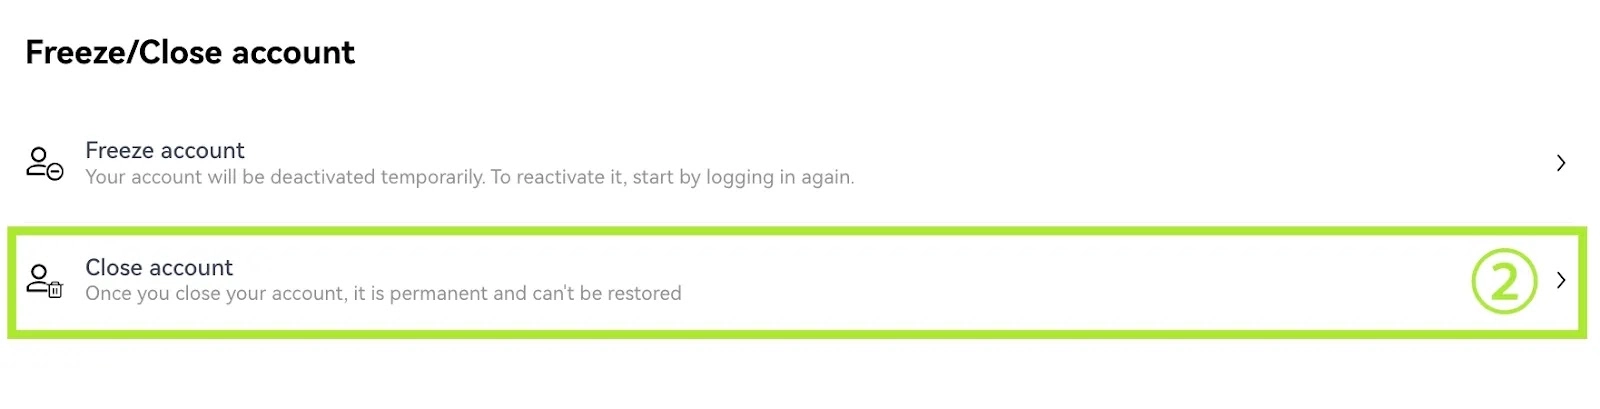 Freeze/Close account
Freeze account
Your account will be deactivated temporarily. To reactivate it, start by logging in again.
Close account
Once you close your account, it is permanent and can't be restored
2